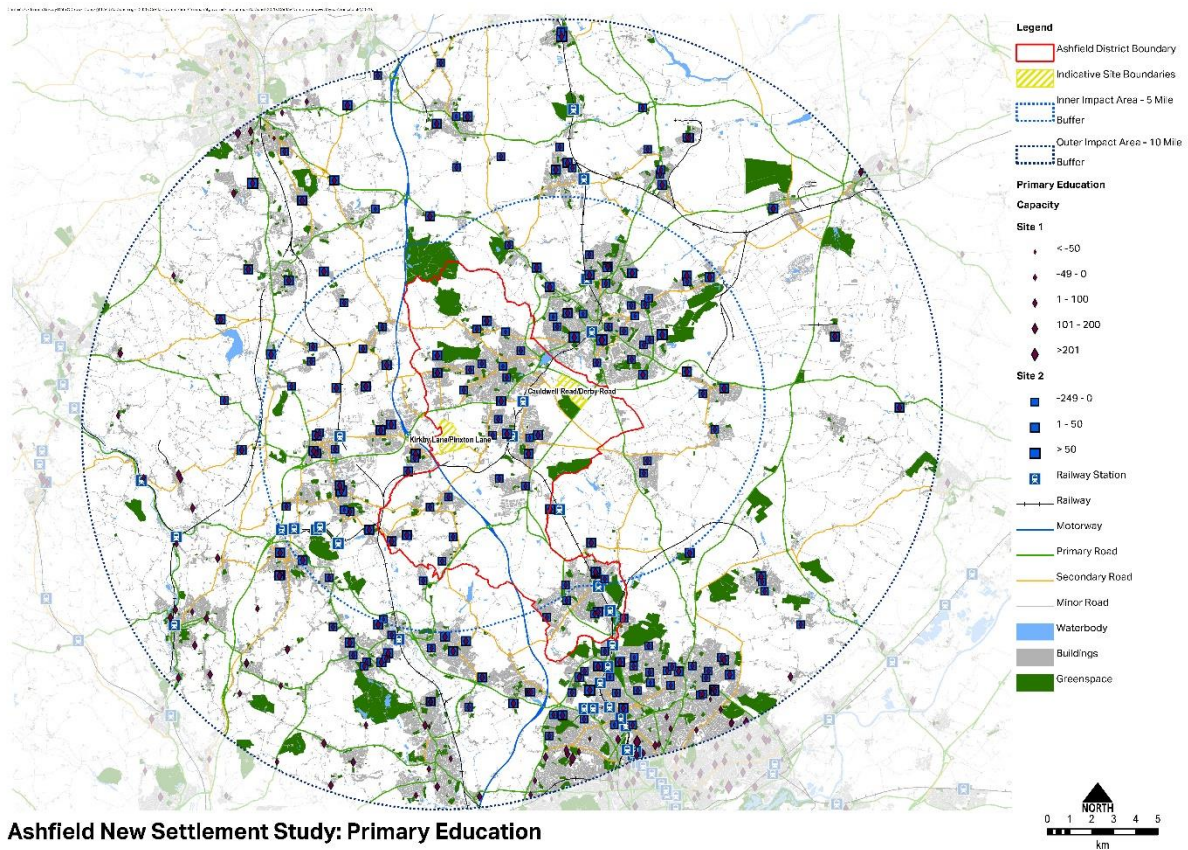 Legend
Ashfield District Boundary
Indicative Site Boundaries
Inner Impact Area - 5 Mile
Buffer
Outer Impact Area - 10 Mile
Buffer
Primary Education
Capacity
Site 1
< -50
-49 - 0
1 - 100
101 - 200
>201
Site 2
-249 - 0
1 - 50
> 50
Railway Station
Railway
Motorway
Primary Road
Secondary Road
Minor Road
Waterbody
Buildings
Greenspace
Cauldwell Road/Derby Road
Kirkby Lane/Pinxton Lane
NORTH
0 1 2 3 4 5
km
Ashfield New Settlement Study: Primary Education